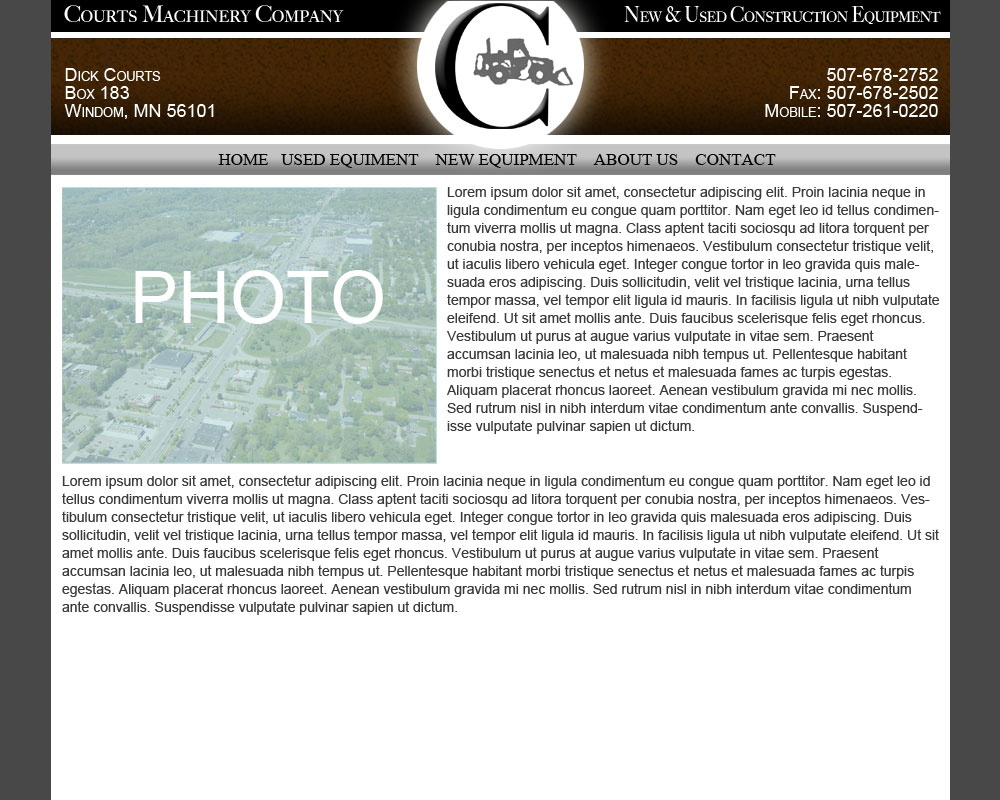 Courts Machinery Company
New & Used Construction Equipment
C
Dick Courts
Box 183
Windom, MN 56101
507-678-2752
Fax: 507-678-2502
Mobile: 507-261-0220
HOME USED EQUIMENT NEW EQUIPMENT ABOUT US CONTACT
PHOTO
Lorem ipsum dolor sit amet, consectetur adipiscing elit. Proin lacinia neque in
ligula condimentum eu congue quam porttitor. Nam eget leo id tellus condimen-
tum viverra mollis ut magna. Class aptent taciti sociosqu ad litora torquent per
conubia nostra, per inceptos himenaeos. Vestibulum consectetur tristique velit,
ut iaculis libero vehicula eget. Integer congue tortor in leo gravida quis male-
suada eros adipiscing. Duis sollicitudin, velit vel tristique lacinia, urna tellus
tempor massa, vel tempor elit ligula id mauris. In facilisis ligula ut nibh vulputate
eleifend. Ut sit amet mollis ante. Duis faucibus scelerisque felis eget rhoncus.
Vestibulum ut purus at augue varius vulputate in vitae sem. Praesent
accumsan lacinia leo, ut malesuada nibh tempus ut. Pellentesque habitant
morbi tristique senectus et netus et malesuada fames ac turpis egestas.
Aliquam placerat rhoncus laoreet. Aenean vestibulum gravida mi nec mollis.
Sed rutrum nisl in nibh interdum vitae condimentum ante convallis. Suspend-
isse vulputate pulvinar sapien ut dictum.
Lorem ipsum dolor sit amet, consectetur adipiscing elit. Proin lacinia neque in ligula condimentum eu congue quam porttitor. Nam eget leo id
tellus condimentum viverra mollis ut magna. Class aptent taciti sociosqu ad litora torquent per conubia nostra, per inceptos himenaeos. Ves-
tibulum consectetur tristique velit, ut iaculis libero vehicula eget. Integer congue tortor in leo gravida quis malesuada eros adipiscing. Duis
sollicitudin, velit vel tristique lacinia, urna tellus tempor massa, vel tempor elit ligula id mauris. In facilisis ligula ut nibh vulputate eleifend. Ut sit
amet mollis ante. Duis faucibus scelerisque felis eget rhoncus. Vestibulum ut purus at augue varius vulputate in vitae sem. Praesent
accumsan lacinia leo, ut malesuada nibh tempus ut. Pellentesque habitant morbi tristique senectus et netus et malesuada fames ac turpis
egestas. Aliquam placerat rhoncus laoreet. Aenean vestibulum gravida mi nec mollis. Sed rutrum nisl in nibh interdum vitae condimentum
ante convallis. Suspendisse vulputate pulvinar sapien ut dictum.